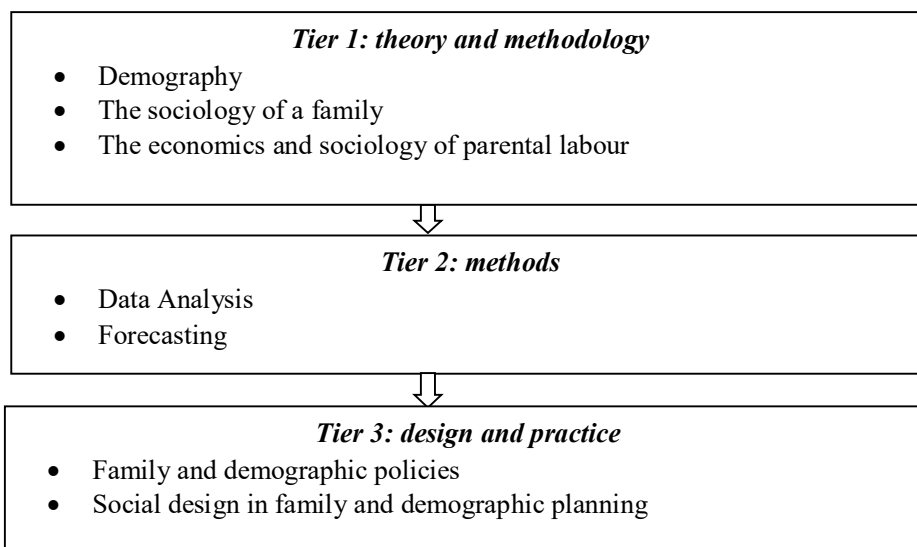 Tier 1: theory and methodology
• Demography
• The sociology of a family
• The economics and sociology of parental labour
Tier 2: methods
• Data Analysis
• Forecasting
Tier 3: design and practice
• Family and demographic policies
• Social design in family and demographic planning